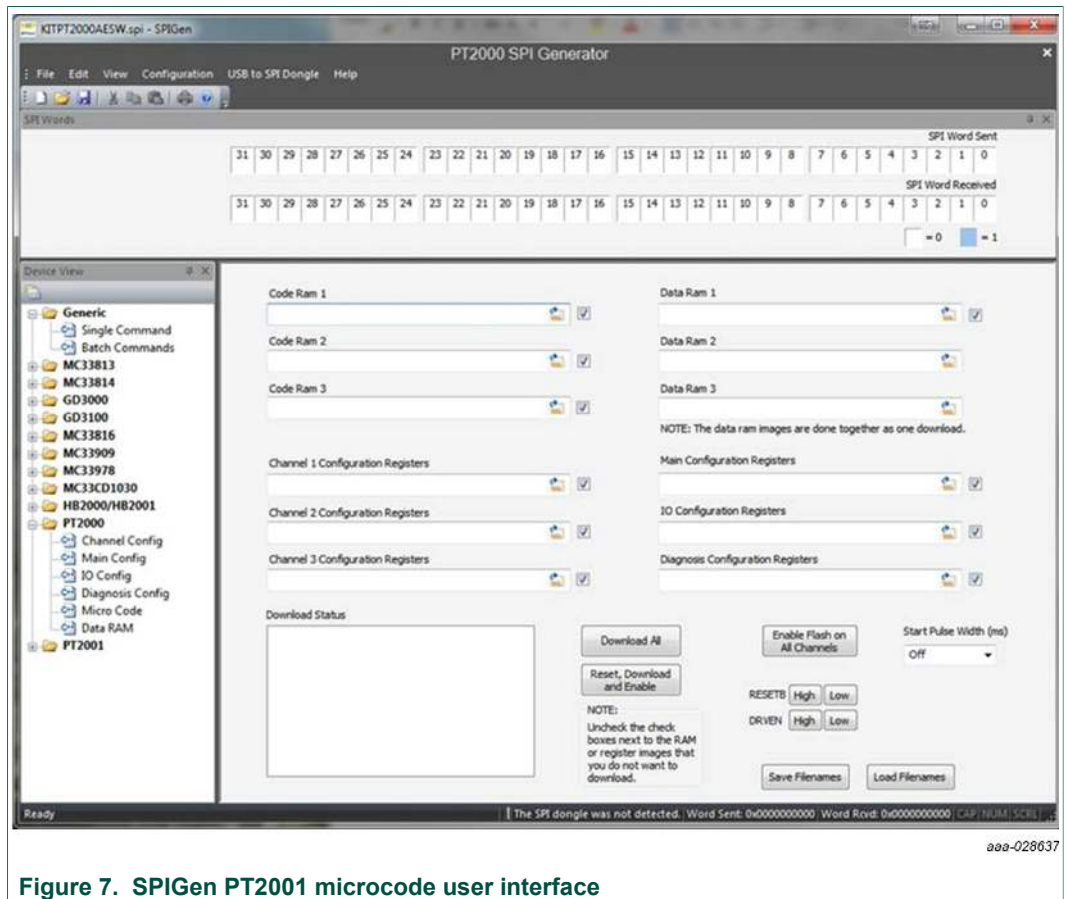 KITPT2000AESW.spi - SPIGen
PT2000 SPI Generator
File Edit View Configuration USB to SPI Dongle Help
SPI Words
SPI Word Sent
31 30 29 28 27 26 25 24 23 22 21 20 19 18 17 16 15 14 13 12 11 10 9 8 7 6 5 4 3 2 1 0
SPI Word Received
31 30 29 28 27 26 25 24 23 22 21 20 19 18 17 16 15 14 13 12 11 10 9 8 7 6 5 4 3 2 1 0
= 0 = 1
Device View
Generic
Single Command
Batch Commands
MC33813
MC33814
GD3000
GD3100
MC33816
MC33909
MC33978
MC33CD1030
HB2000/HB2001
PT2000
Channel Config
Main Config
IO Config
Diagnosis Config
Micro Code
Data RAM
PT2001
Code Ram 1
Data Ram 1
Code Ram 2
Data Ram 2
Code Ram 3
Data Ram 3
NOTE: The data ram images are done together as one download.
Channel 1 Configuration Registers
Main Configuration Registers
Channel 2 Configuration Registers
IO Configuration Registers
Channel 3 Configuration Registers
Diagnosis Configuration Registers
Download Status
Download All
Reset, Download
and Enable
NOTE:
Uncheck the check
boxes next to the RAM
or register images that
you do not want to
download.
Enable Flash on
All Channels
Start Pulse Width (ms)
Off
RESETB High Low
DRVEN High Low
Save Filenames
Load Filenames
Ready
The SPI dongle was not detected. Word Sent: 0x0000000000 Word Rcvd: 0x0000000000 CAP NUM SCRL
aaa-028637
Figure 7. SPIGen PT2001 microcode user interface